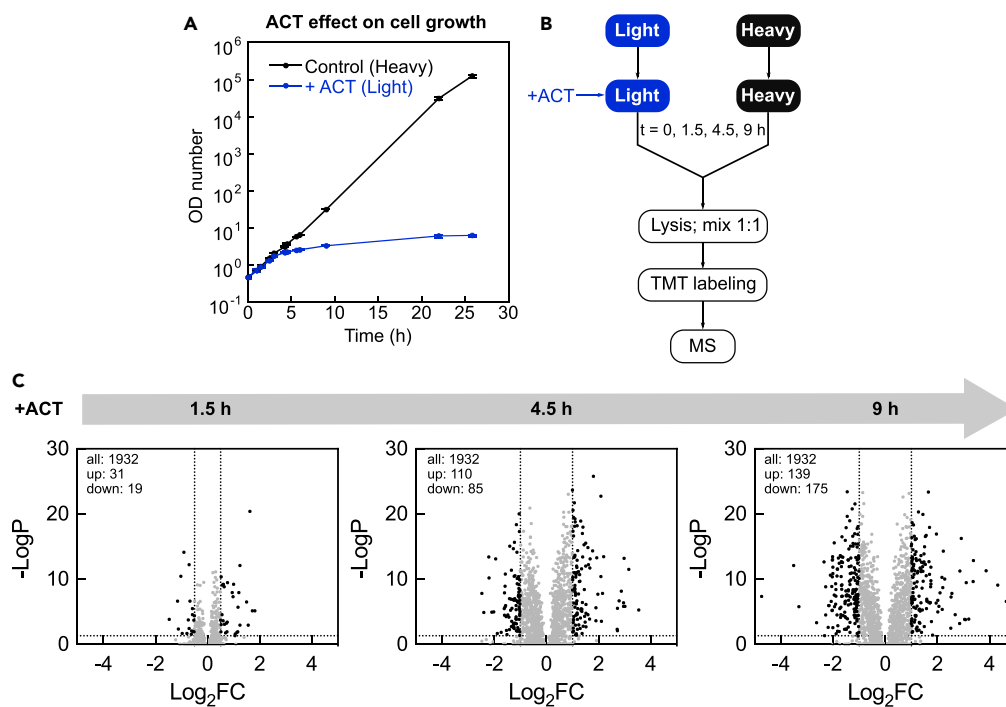 A
ACT effect on cell growth
OD number
10^6
10^5
10^4
10^3
10^2
10^1
10^0
10^-1
Control (Heavy)
+ ACT (Light)
0 5 10 15 20 25 30
Time (h)
B
Light Heavy
+ACT Light Heavy
t = 0, 1.5, 4.5, 9 h
Lysis; mix 1:1
TMT labeling
MS
C
+ACT 1.5 h 4.5 h 9 h
-LogP
30
20
10
0
all: 1932
up: 31
down: 19
-4 -2 0 2 4
Log₂FC
-LogP
30
20
10
0
all: 1932
up: 110
down: 85
-4 -2 0 2 4
Log₂FC
-LogP
30
20
10
0
all: 1932
up: 139
down: 175
-4 -2 0 2 4
Log₂FC